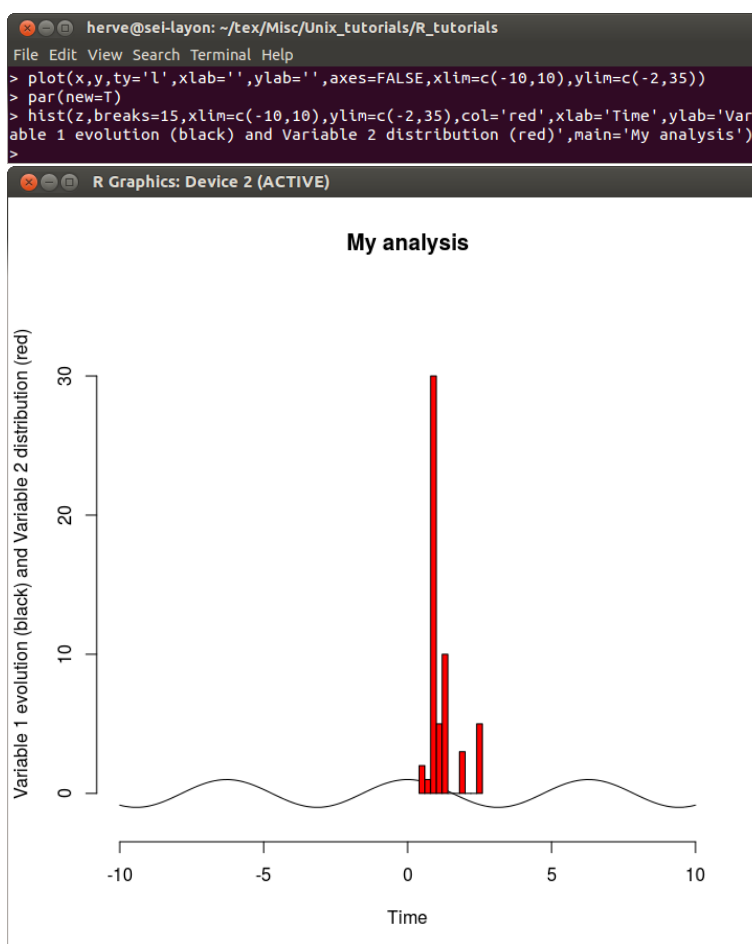 herve@sei-layon: ~/tex/Misc/Unix_tutorials/R_tutorials
File Edit View Search Terminal Help
> plot(x,y,ty='l',xlab='',ylab='',axes=FALSE,xlim=c(-10,10),ylim=c(-2,35))
> par(new=T)
> hist(z,breaks=15,xlim=c(-10,10),ylim=c(-2,35),col='red',xlab='Time',ylab='Vari
able 1 evolution (black) and Variable 2 distribution (red)',main='My analysis')
>
R Graphics: Device 2 (ACTIVE)
My analysis
Variable 1 evolution (black) and Variable 2 distribution (red)
30
20
10
0
-10 -5 0 5 10
Time